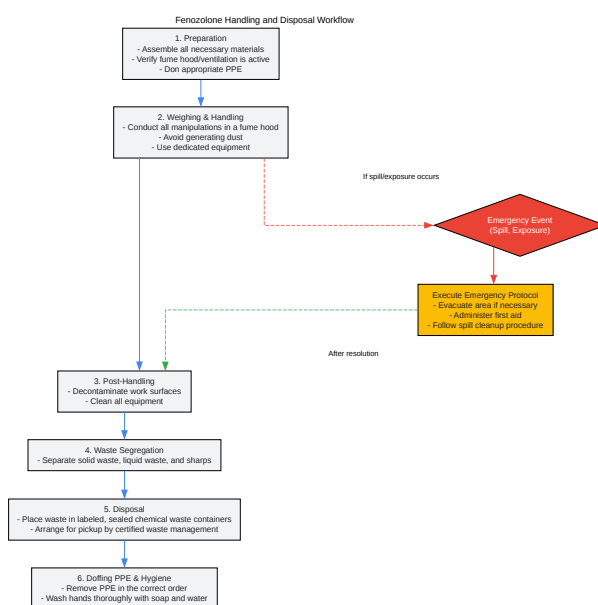 Fenozolone Handling and Disposal Workflow
1. Preparation
- Assemble all necessary materials
- Verify fume hood/ventilation is active
- Don appropriate PPE
2. Weighing & Handling
- Conduct all manipulations in a fume hood
- Avoid generating dust
- Use dedicated equipment
If spill/exposure occurs
Emergency Event
(Spill, Exposure)
Execute Emergency Protocol
- Evacuate area if necessary
- Administer first aid
- Follow spill cleanup procedure
After resolution
3. Post-Handling
- Decontaminate work surfaces
- Clean all equipment
4. Waste Segregation
- Separate solid waste, liquid waste, and sharps
5. Disposal
- Place waste in labeled, sealed chemical waste containers
- Arrange for pickup by certified waste management
6. Doffing PPE & Hygiene
- Remove PPE in the correct order
- Wash hands thoroughly with soap and water